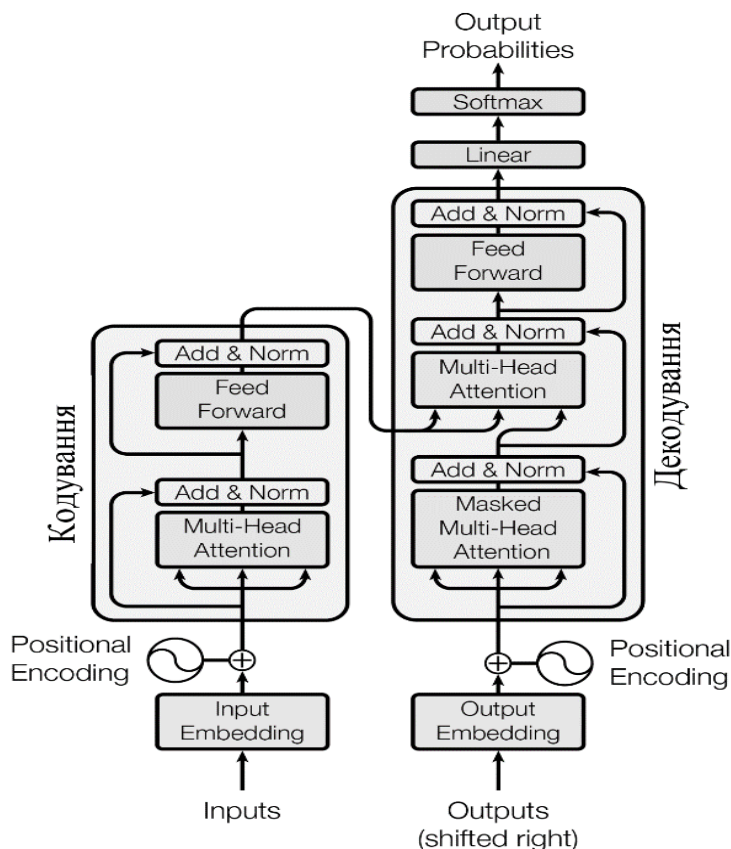 Output
Probabilities
Softmax
Linear
Add & Norm
Feed
Forward
Add & Norm
Multi-Head
Attention
Add & Norm
Masked
Multi-Head
Attention
Декодування
Add & Norm
Feed
Forward
Add & Norm
Multi-Head
Attention
Кодування
Positional
Encoding
Positional
Encoding
Input
Embedding
Output
Embedding
Inputs
Outputs
(shifted right)